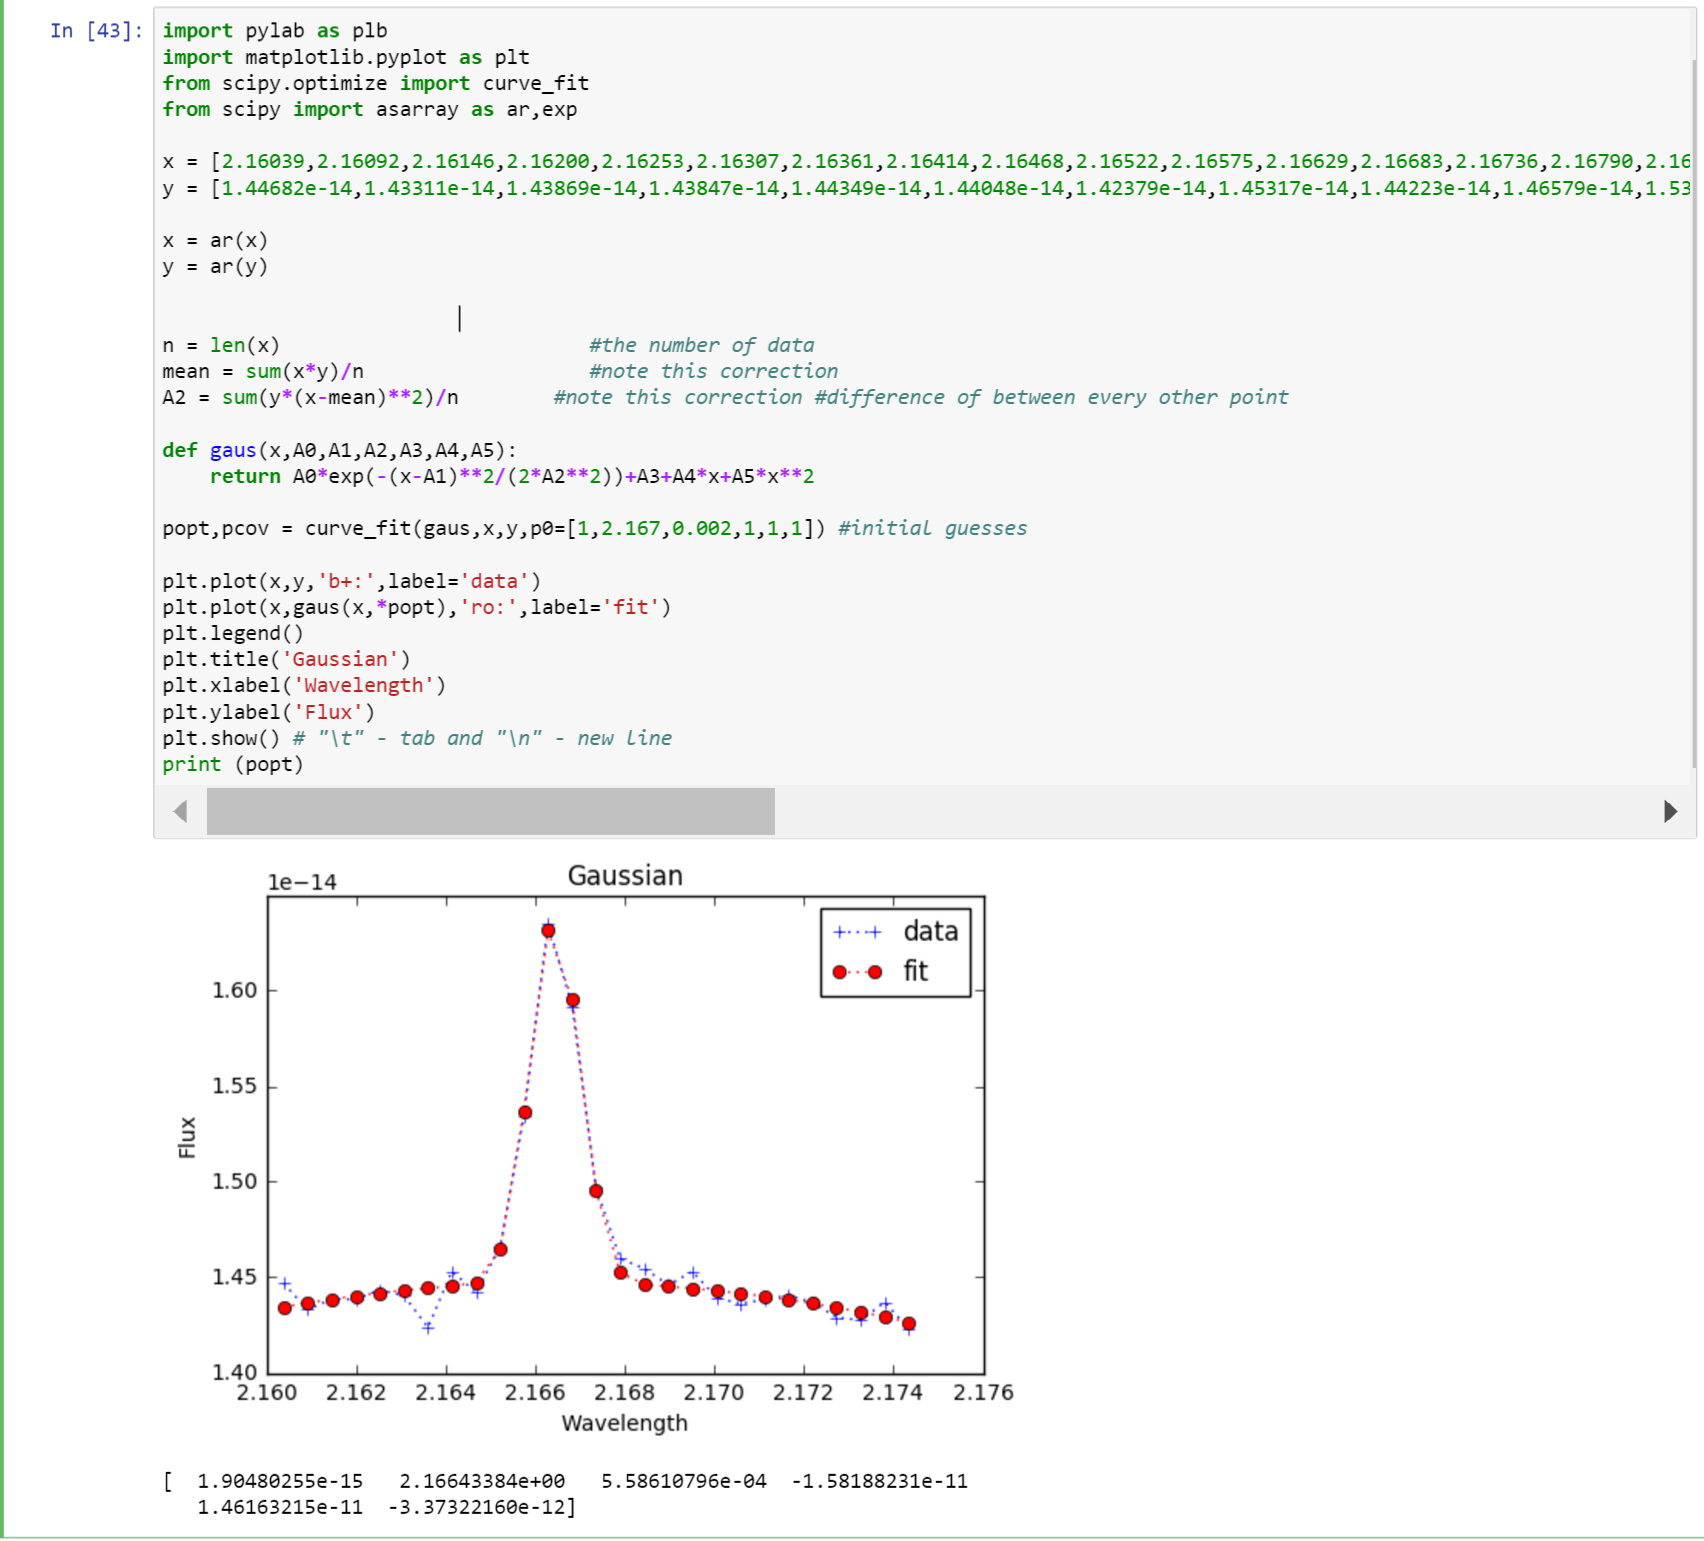 In [43]:
import pylab as plb
import matplotlib.pyplot as plt
from scipy.optimize import curve_fit
from scipy import asarray as ar,exp
x = [2.16039,2.16092,2.16146,2.16200,2.16253,2.16307,2.16361,2.16414,2.16468,2.16522,2.16575,2.16629,2.16683,2.16736,2.16790,2.16
y = [1.44682e-14,1.43311e-14,1.43869e-14,1.43847e-14,1.44349e-14,1.44048e-14,1.42379e-14,1.45317e-14,1.44223e-14,1.46579e-14,1.53
x = ar(x)
y = ar(y)
n = len(x) #the number of data
mean = sum(x*y)/n #note this correction
A2 = sum(y*(x-mean)**2)/n #note this correction #difference of between every other point
def gaus(x,A0,A1,A2,A3,A4,A5):
return A0*exp(-(x-A1)**2/(2*A2**2))+A3+A4*x+A5*x**2
popt,pcov = curve_fit(gaus,x,y,p0=[1,2.167,0.002,1,1,1]) #initial guesses
plt.plot(x,y,'b+:',label='data')
plt.plot(x,gaus(x,*popt),'ro:',label='fit')
plt.legend()
plt.title('Gaussian')
plt.xlabel('Wavelength')
plt.ylabel('Flux')
plt.show() # "\t" - tab and "\n" - new line
print (popt)
Gaussian
1e−14
data
fit
1.60
1.55
1.50
1.45
1.40
Flux
2.160 2.162 2.164 2.166 2.168 2.170 2.172 2.174 2.176
Wavelength
[ 1.90480255e-15 2.16643384e+00 5.58610796e-04 -1.58188231e-11
1.46163215e-11 -3.37322160e-12]